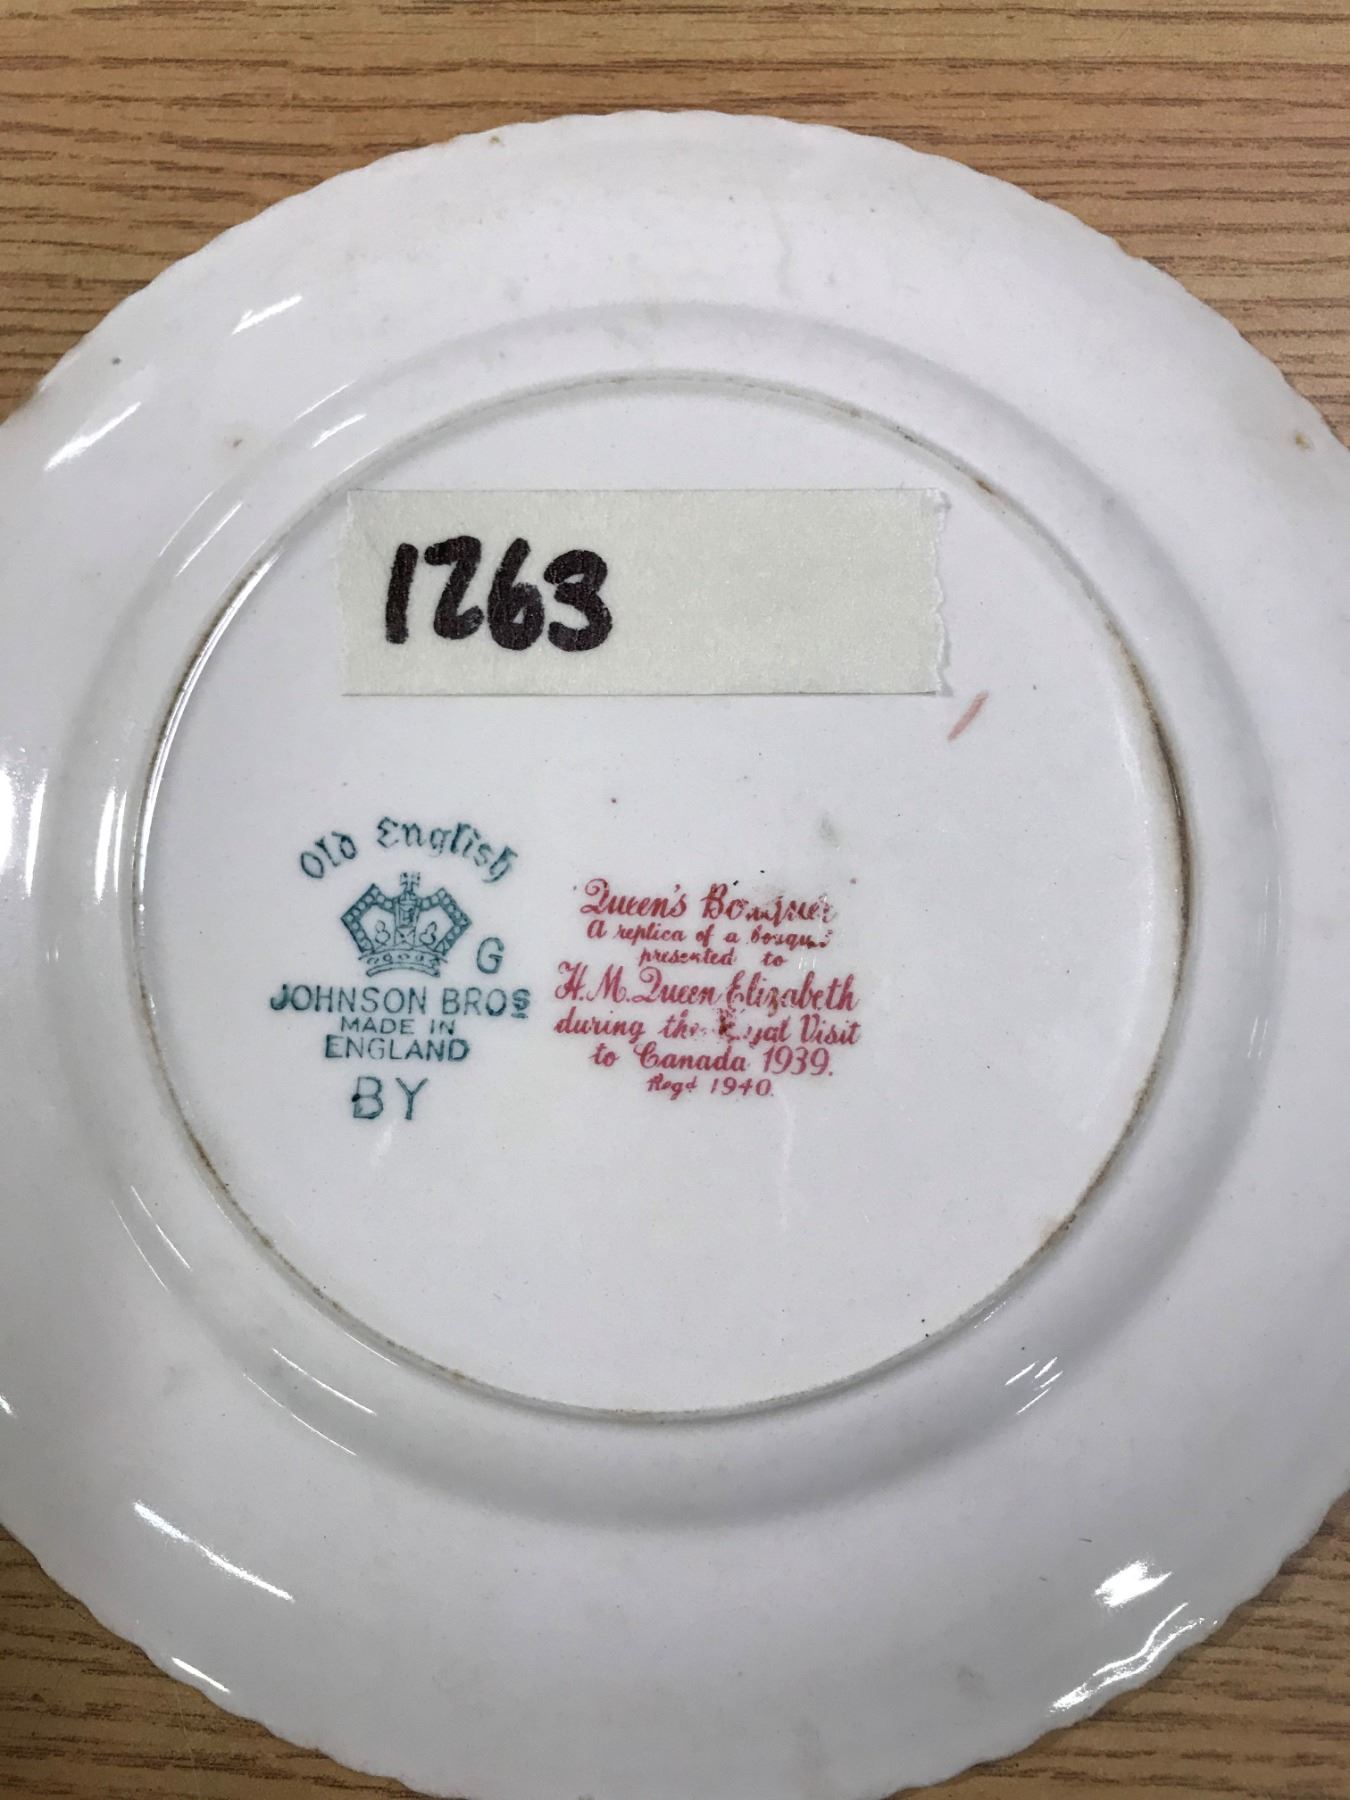 1263
Old English
G
JOHNSON BROS
MADE IN
ENGLAND
BY
Queen's Bouquet
A replica of a bouquet
presented to
H.M. Queen Elizabeth
during the Royal Visit
to Canada 1939.
Regd 1940.